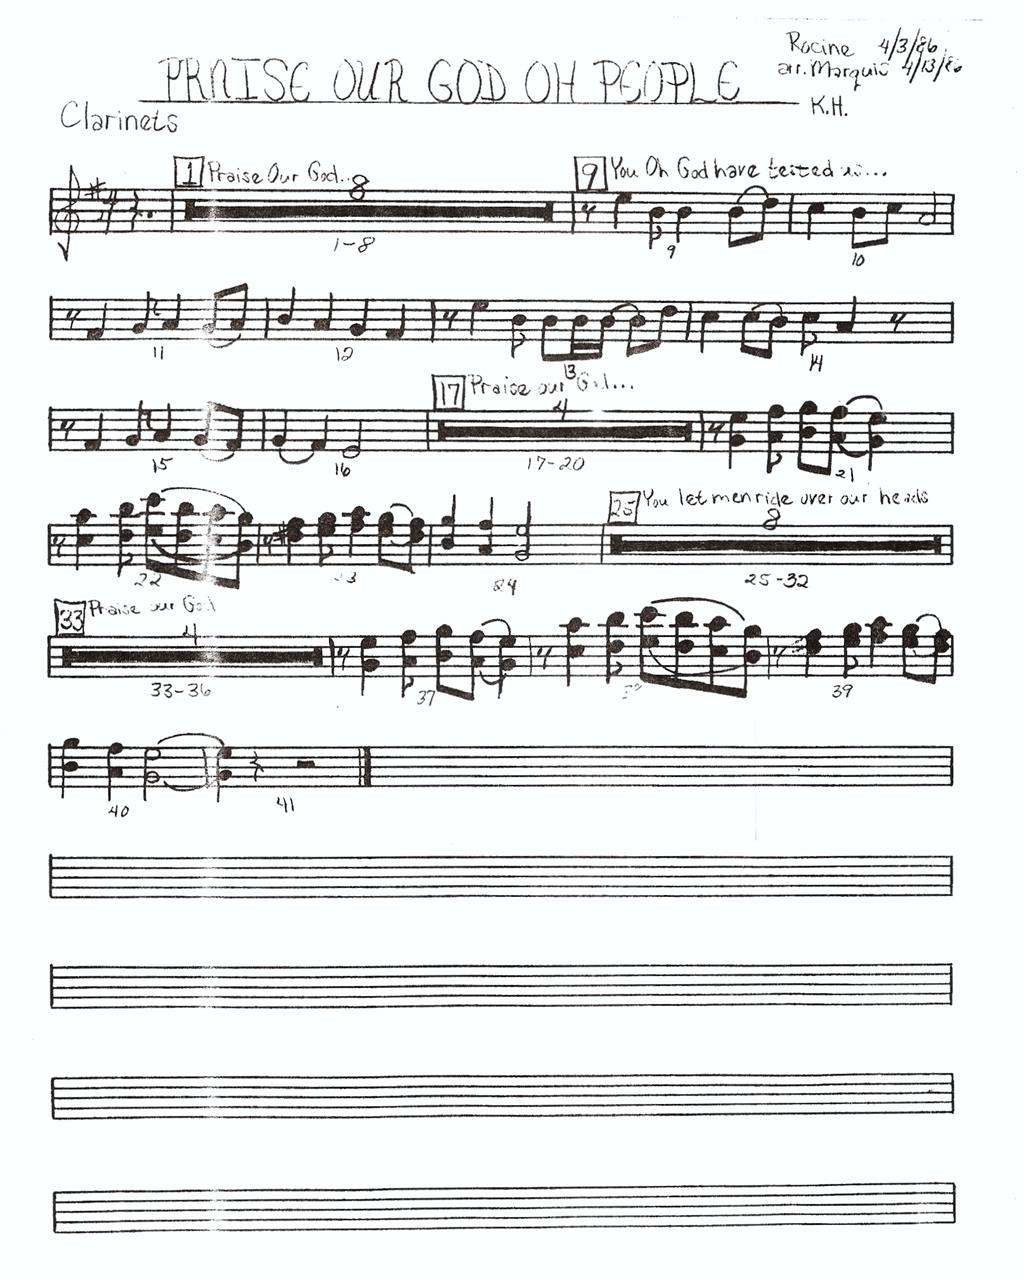 Racine 4/3/86
PRAISE OUR GOD OH PEOPLE
arr. Marquis 4/13/86
K.H.
Clarinets
1 Praise Our God.. 9 You Oh God have tested us...
8
1-8 9 10
11 12 13 14
17 Praise our God...
4
15 16 17-20 21
25 You let men ride over our heads
8
22 23 24 25-32
33 Praise our God
4
33-36 37 39
40 41